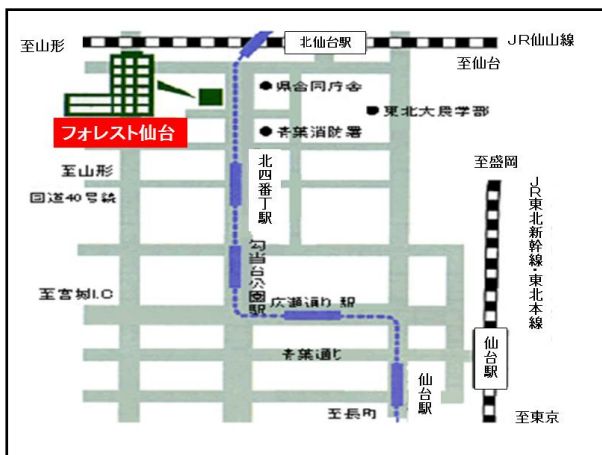 至山形
北仙台駅
JR仙山線
至仙台
県合同庁舎
東北大農学部
フォレスト仙台
青葉消防署
至山形
北四番丁駅
至盛岡
国道40号線
JR東北新幹線・東北本線
勾当台公園駅
至宮城I.C
広瀬通り駅
青葉通り
仙台駅
仙台駅
至長町
至東京